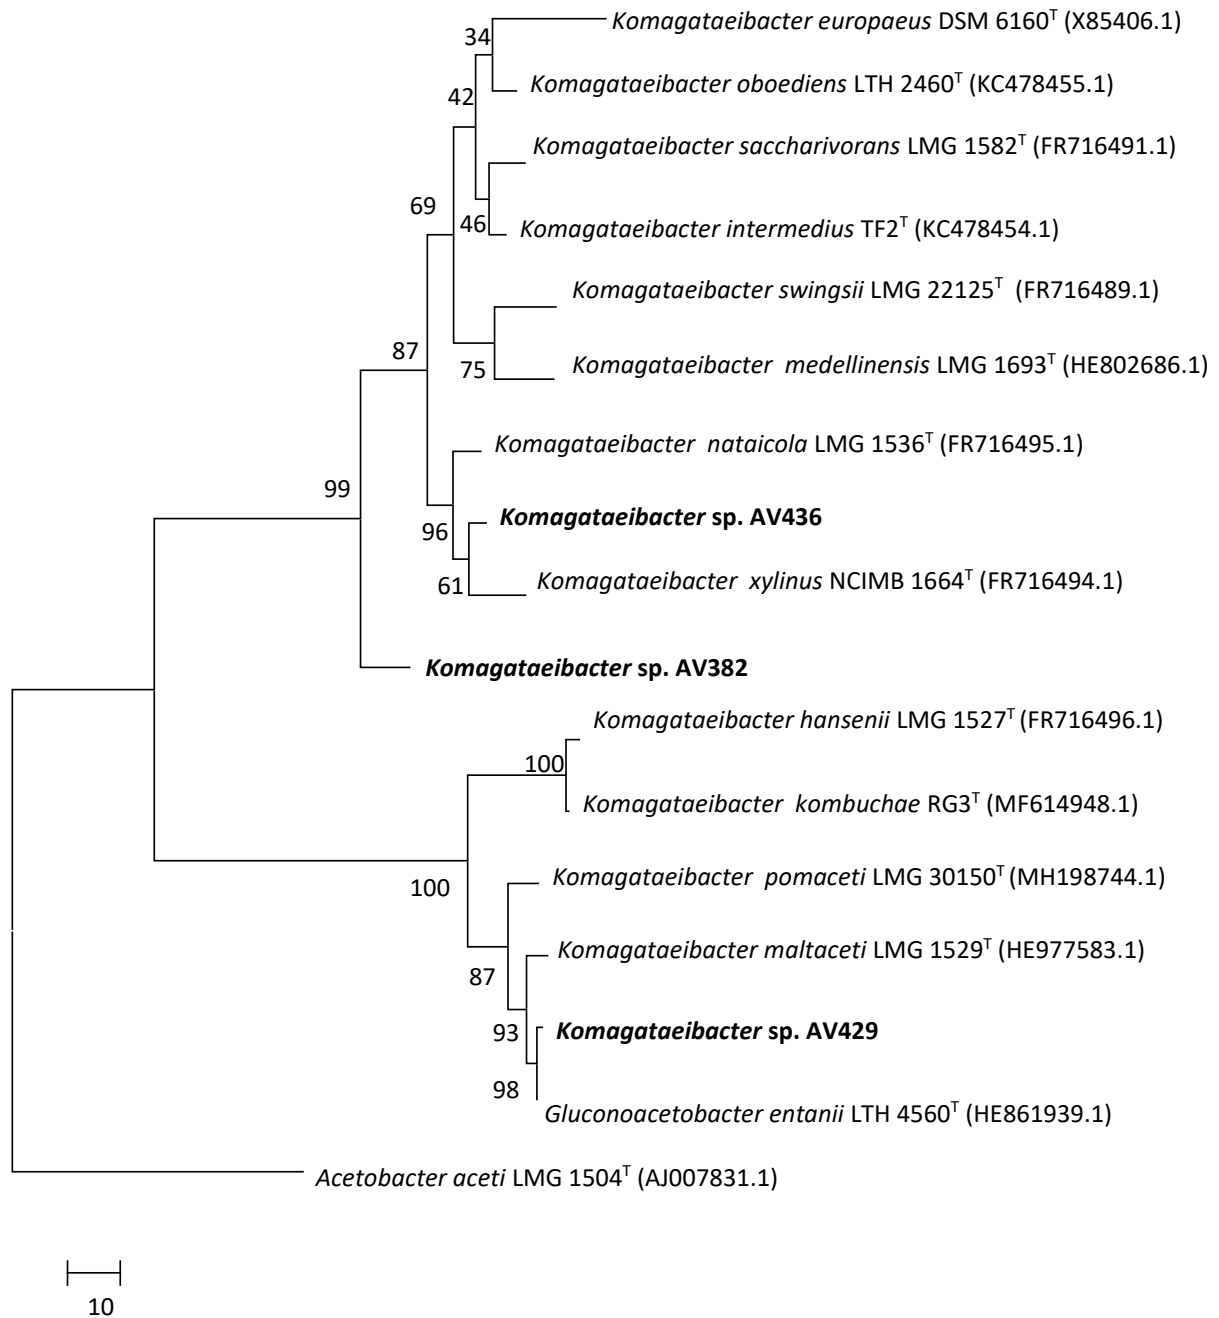 Komagataeibacter europaeus DSM 6160ᵀ (X85406.1)
34
Komagataeibacter oboediens LTH 2460ᵀ (KC478455.1)
42
Komagataeibacter saccharivorans LMG 1582ᵀ (FR716491.1)
69
46
Komagataeibacter intermedius TF2ᵀ (KC478454.1)
Komagataeibacter swingsii LMG 22125ᵀ (FR716489.1)
87
75
Komagataeibacter medellinensis LMG 1693ᵀ (HE802686.1)
Komagataeibacter nataicola LMG 1536ᵀ (FR716495.1)
99
Komagataeibacter sp. AV436
96
61
Komagataeibacter xylinus NCIMB 1664ᵀ (FR716494.1)
Komagataeibacter sp. AV382
Komagataeibacter hansenii LMG 1527ᵀ (FR716496.1)
100
Komagataeibacter kombuchae RG3ᵀ (MF614948.1)
Komagataeibacter pomaceti LMG 30150ᵀ (MH198744.1)
100
Komagataeibacter maltaceti LMG 1529ᵀ (HE977583.1)
87
93
Komagataeibacter sp. AV429
98
Gluconoacetobacter entanii LTH 4560ᵀ (HE861939.1)
Acetobacter aceti LMG 1504ᵀ (AJ007831.1)
10